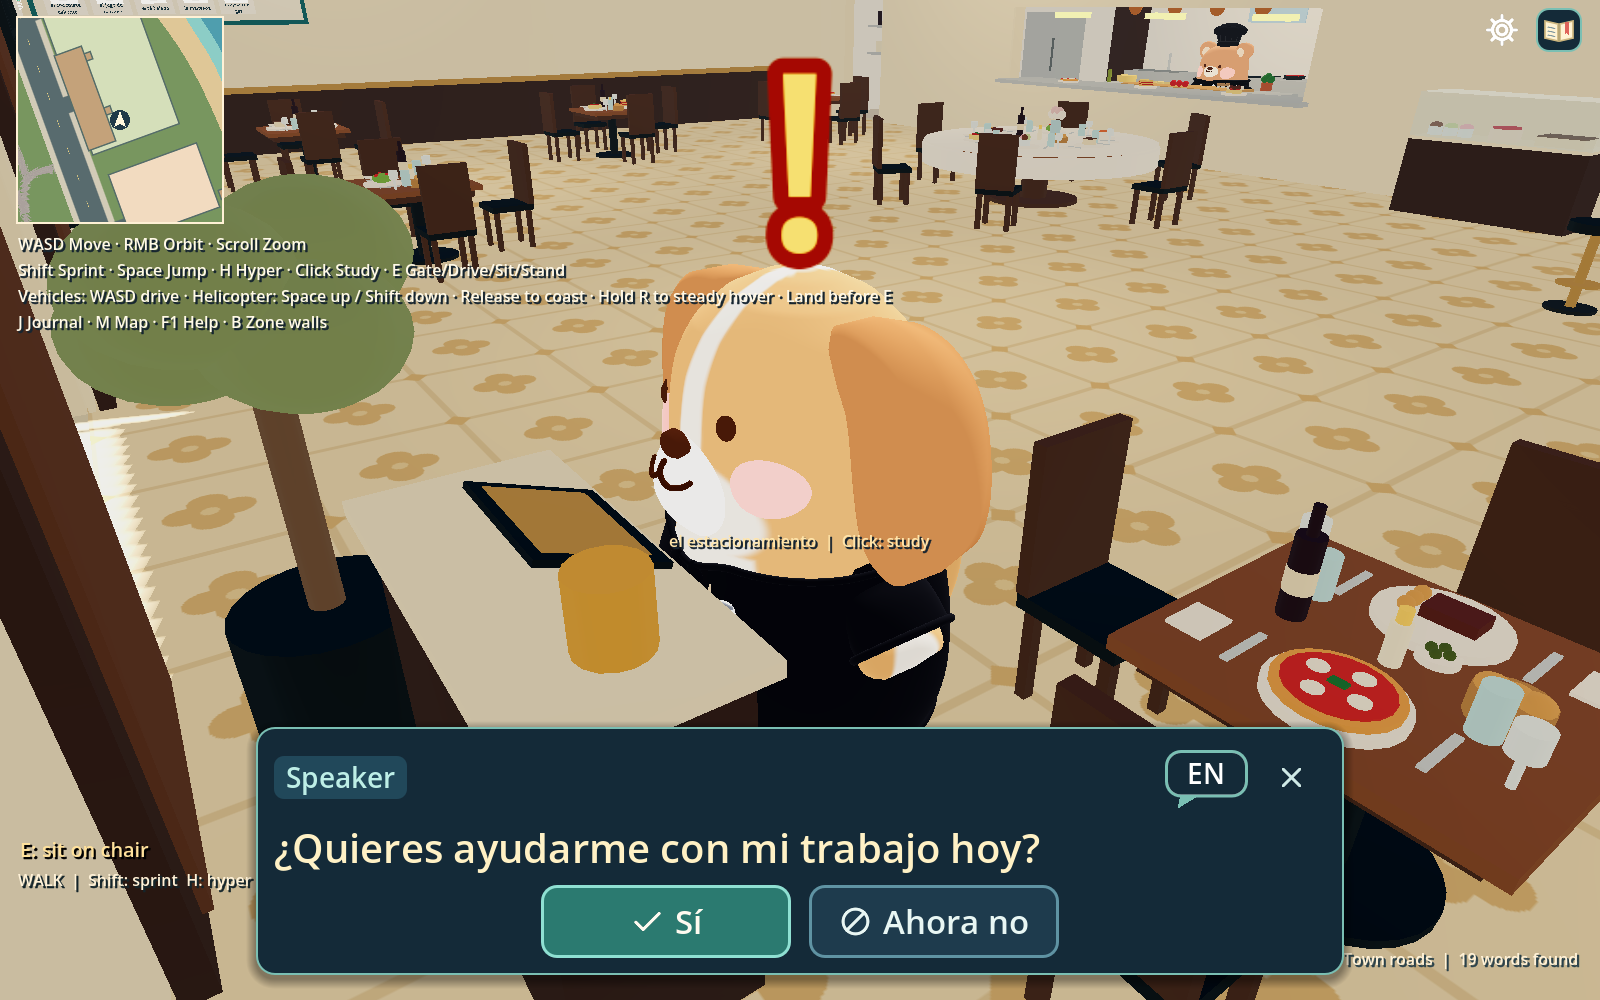 WASD Move · RMB Orbit · Scroll Zoom
Shift Sprint · Space Jump · H Hyper · Click Study · E Gate/Drive/Sit/Stand
Vehicles: WASD drive · Helicopter: Space up / Shift down · Release to coast · Hold R to steady hover · Land before E
J Journal · M Map · F1 Help · B Zone walls
el estacionamiento | Click: study
Speaker
EN
¿Quieres ayudarme con mi trabajo hoy?
Sí
Ahora no
E: sit on chair
WALK | Shift: sprint H: hyper
Town roads | 19 words found